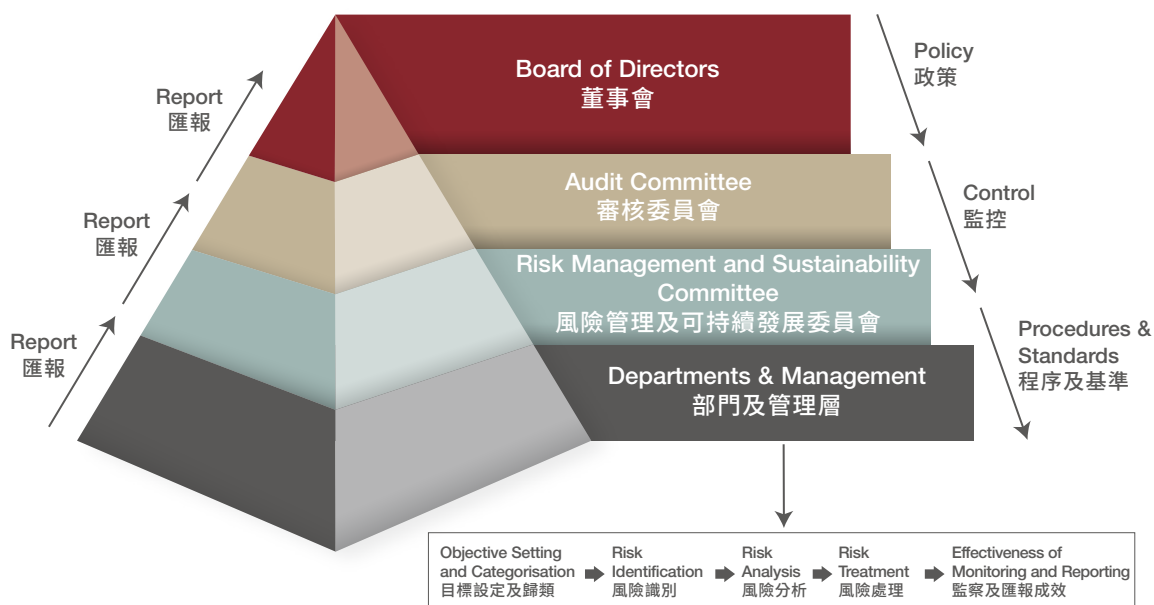 Board of Directors
董事會
Policy
政策
Report
匯報
Audit Committee
審核委員會
Control
監控
Report
匯報
Risk Management and Sustainability
Committee
風險管理及可持續發展委員會
Procedures &
Standards
程序及基準
Report
匯報
Departments & Management
部門及管理層
Objective Setting
and Categorisation
目標設定及歸類
Risk
Identification
風險識別
Risk
Analysis
風險分析
Risk
Treatment
風險處理
Effectiveness of
Monitoring and Reporting
監察及匯報成效